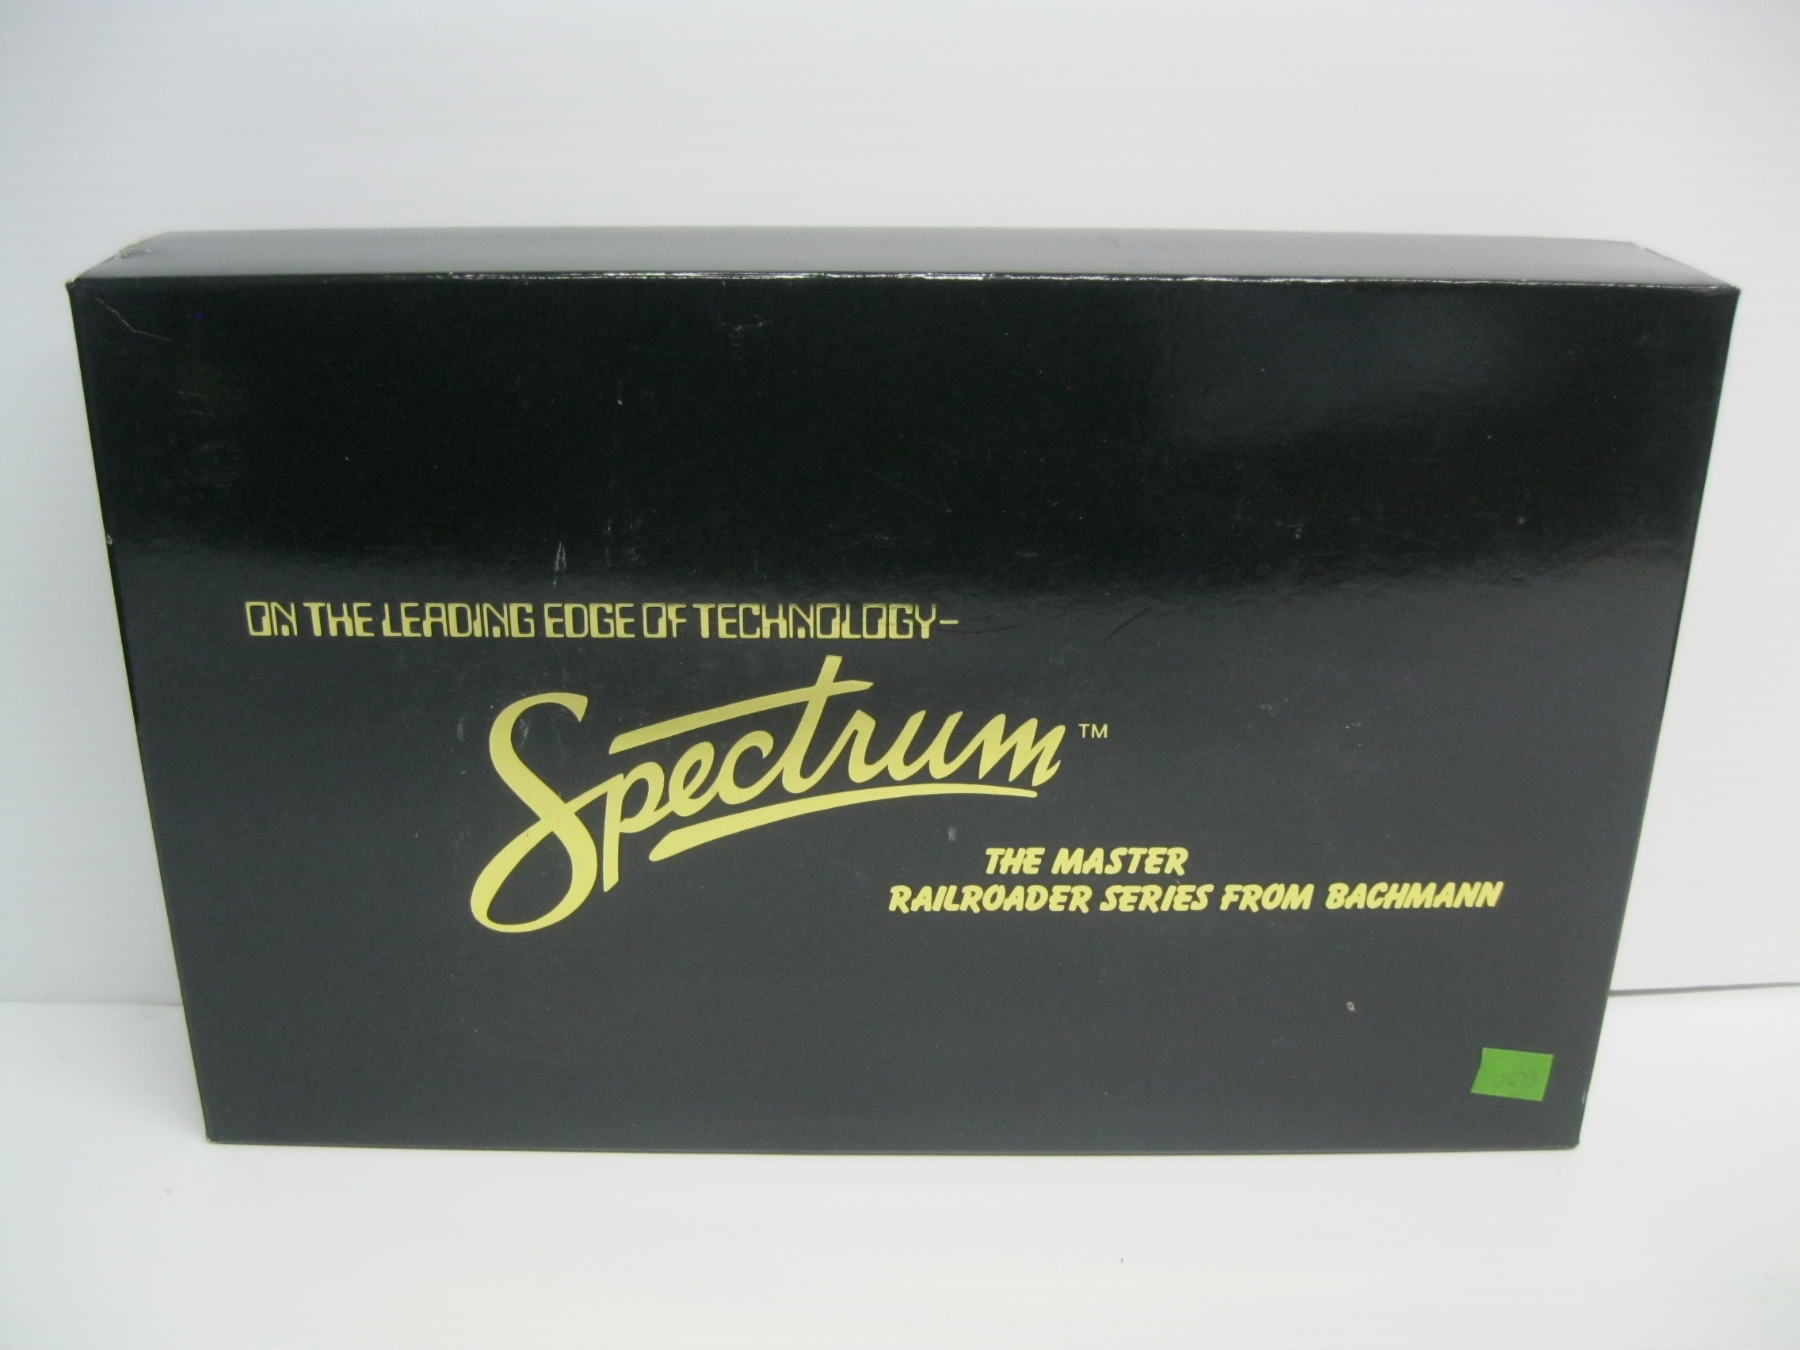 ON THE LEADING EDGE OF TECHNOLOGY-
Spectrum™
THE MASTER
RAILROADER SERIES FROM BACHMANN